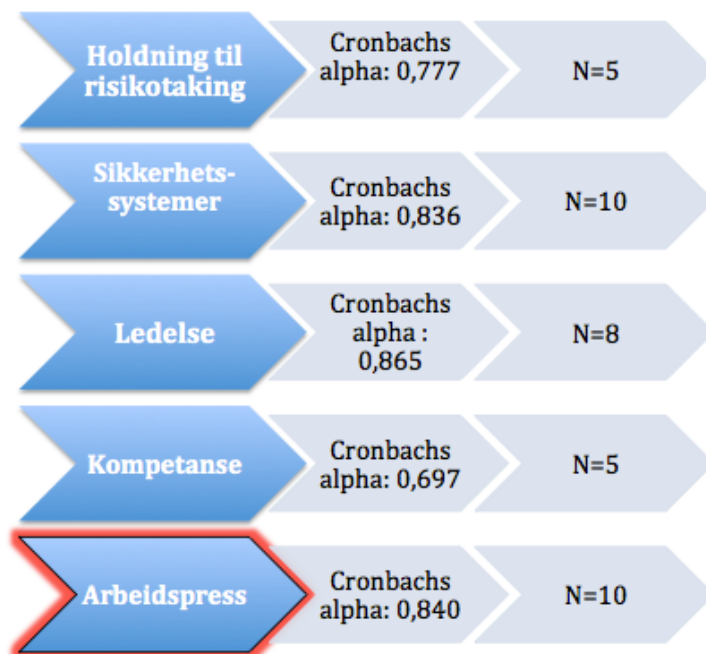 Holdning til
risikotaking
Cronbachs
alpha: 0,777
N=5
Sikkerhets-
systemer
Cronbachs
alpha: 0,836
N=10
Ledelse
Cronbachs
alpha :
0,865
N=8
Kompetanse
Cronbachs
alpha: 0,697
N=5
Arbeidspress
Cronbachs
alpha: 0,840
N=10